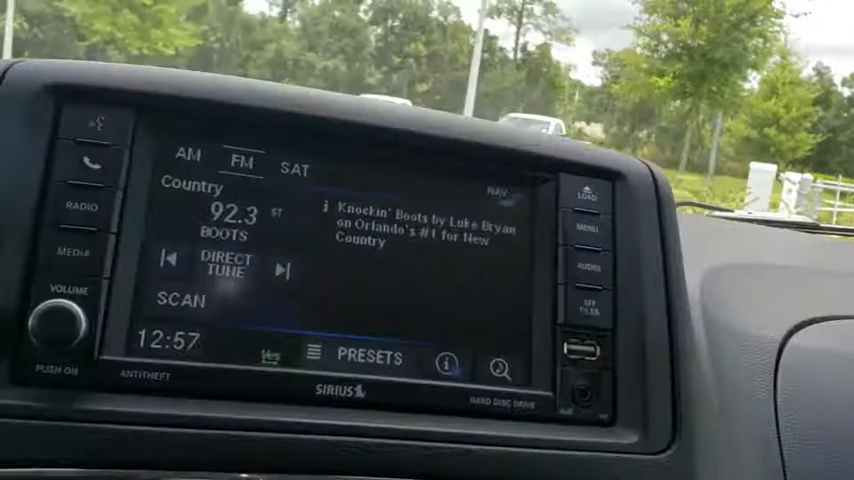 AM FM SAT
NAV
Country
92.3 ST
BOOTS
DIRECT
TUNE
SCAN
12:57
i Knockin' Boots by Luke Bryan
on Orlando's #1 for New
Country
yes
PRESETS
RADIO
MEDIA
VOLUME
PUSH
ANTITHEFT
SIRIUS
HARD DISC DRIVE
LOAD
MENU
AUDIO
MY
FILES